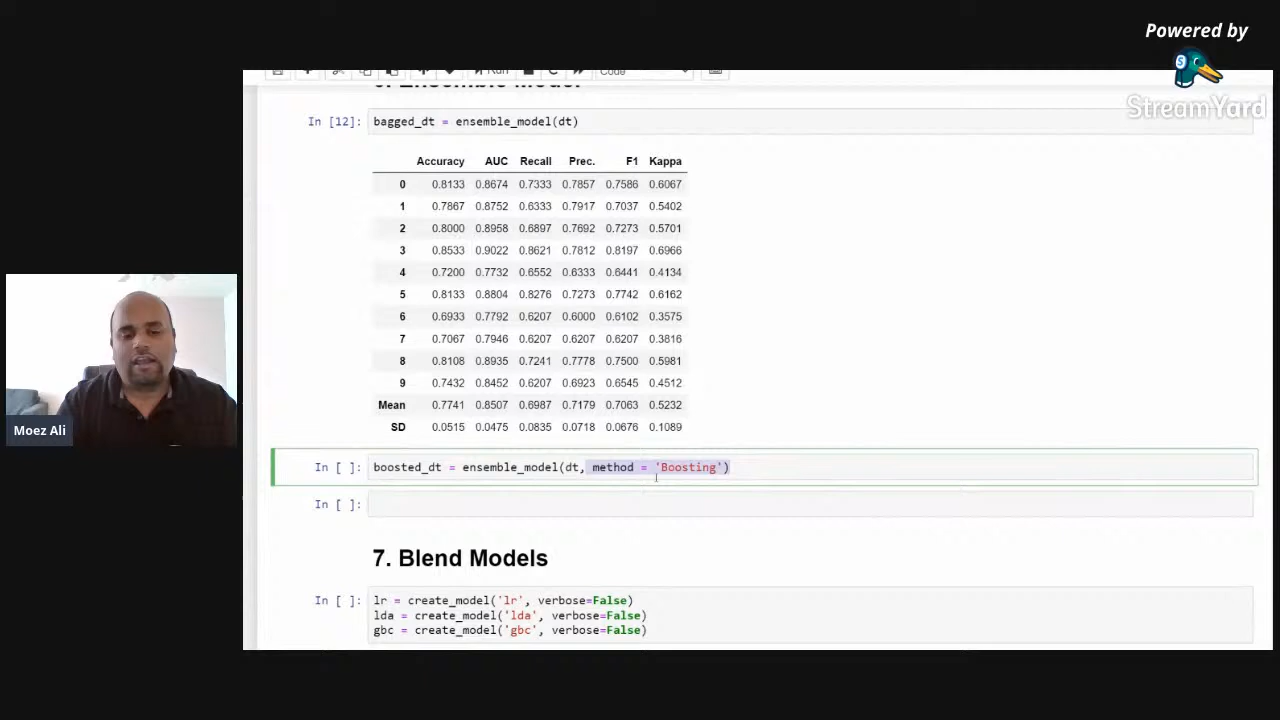 Powered by
StreamYard
Run
Code
6. Ensemble Model
In [12]: bagged_dt = ensemble_model(dt)
Accuracy AUC Recall Prec. F1 Kappa
0 0.8133 0.8674 0.7333 0.7857 0.7586 0.6067
1 0.7867 0.8752 0.6333 0.7917 0.7037 0.5402
2 0.8000 0.8958 0.6897 0.7692 0.7273 0.5701
3 0.8533 0.9022 0.8621 0.7812 0.8197 0.6966
4 0.7200 0.7732 0.6552 0.6333 0.6441 0.4134
5 0.8133 0.8804 0.8276 0.7273 0.7742 0.6162
6 0.6933 0.7792 0.6207 0.6000 0.6102 0.3575
7 0.7067 0.7946 0.6207 0.6207 0.6207 0.3816
8 0.8108 0.8935 0.7241 0.7778 0.7500 0.5981
9 0.7432 0.8452 0.6207 0.6923 0.6545 0.4512
Mean 0.7741 0.8507 0.6987 0.7179 0.7063 0.5232
SD 0.0515 0.0475 0.0835 0.0718 0.0676 0.1089
Moez Ali
In [ ]: boosted_dt = ensemble_model(dt, method = 'Boosting')
In [ ]:
7. Blend Models
In [ ]: lr = create_model('lr', verbose=False)
lda = create_model('lda', verbose=False)
gbc = create_model('gbc', verbose=False)